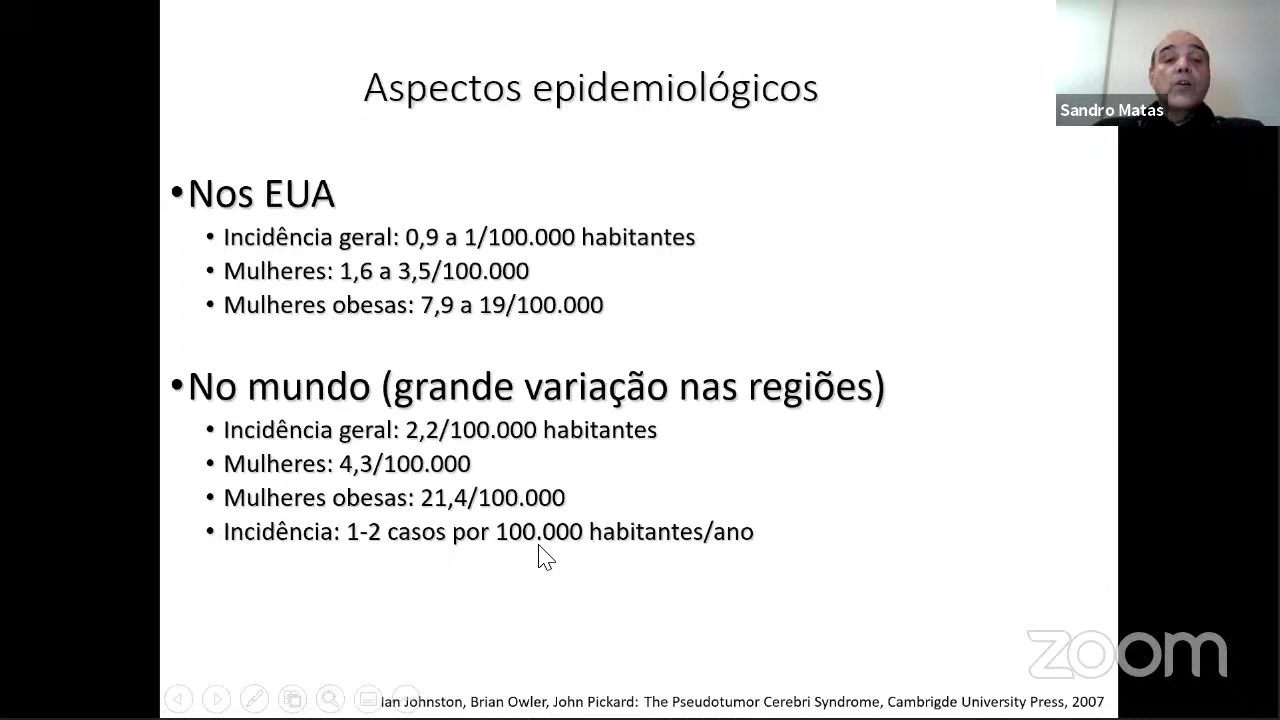 Aspectos epidemiológicos
Sandro Matas
•Nos EUA
• Incidência geral: 0,9 a 1/100.000 habitantes
• Mulheres: 1,6 a 3,5/100.000
• Mulheres obesas: 7,9 a 19/100.000
•No mundo (grande variação nas regiões)
• Incidência geral: 2,2/100.000 habitantes
• Mulheres: 4,3/100.000
• Mulheres obesas: 21,4/100.000
• Incidência: 1-2 casos por 100.000 habitantes/ano
zoom
Ian Johnston, Brian Owler, John Pickard: The Pseudotumor Cerebri Syndrome, Cambrigde University Press, 2007